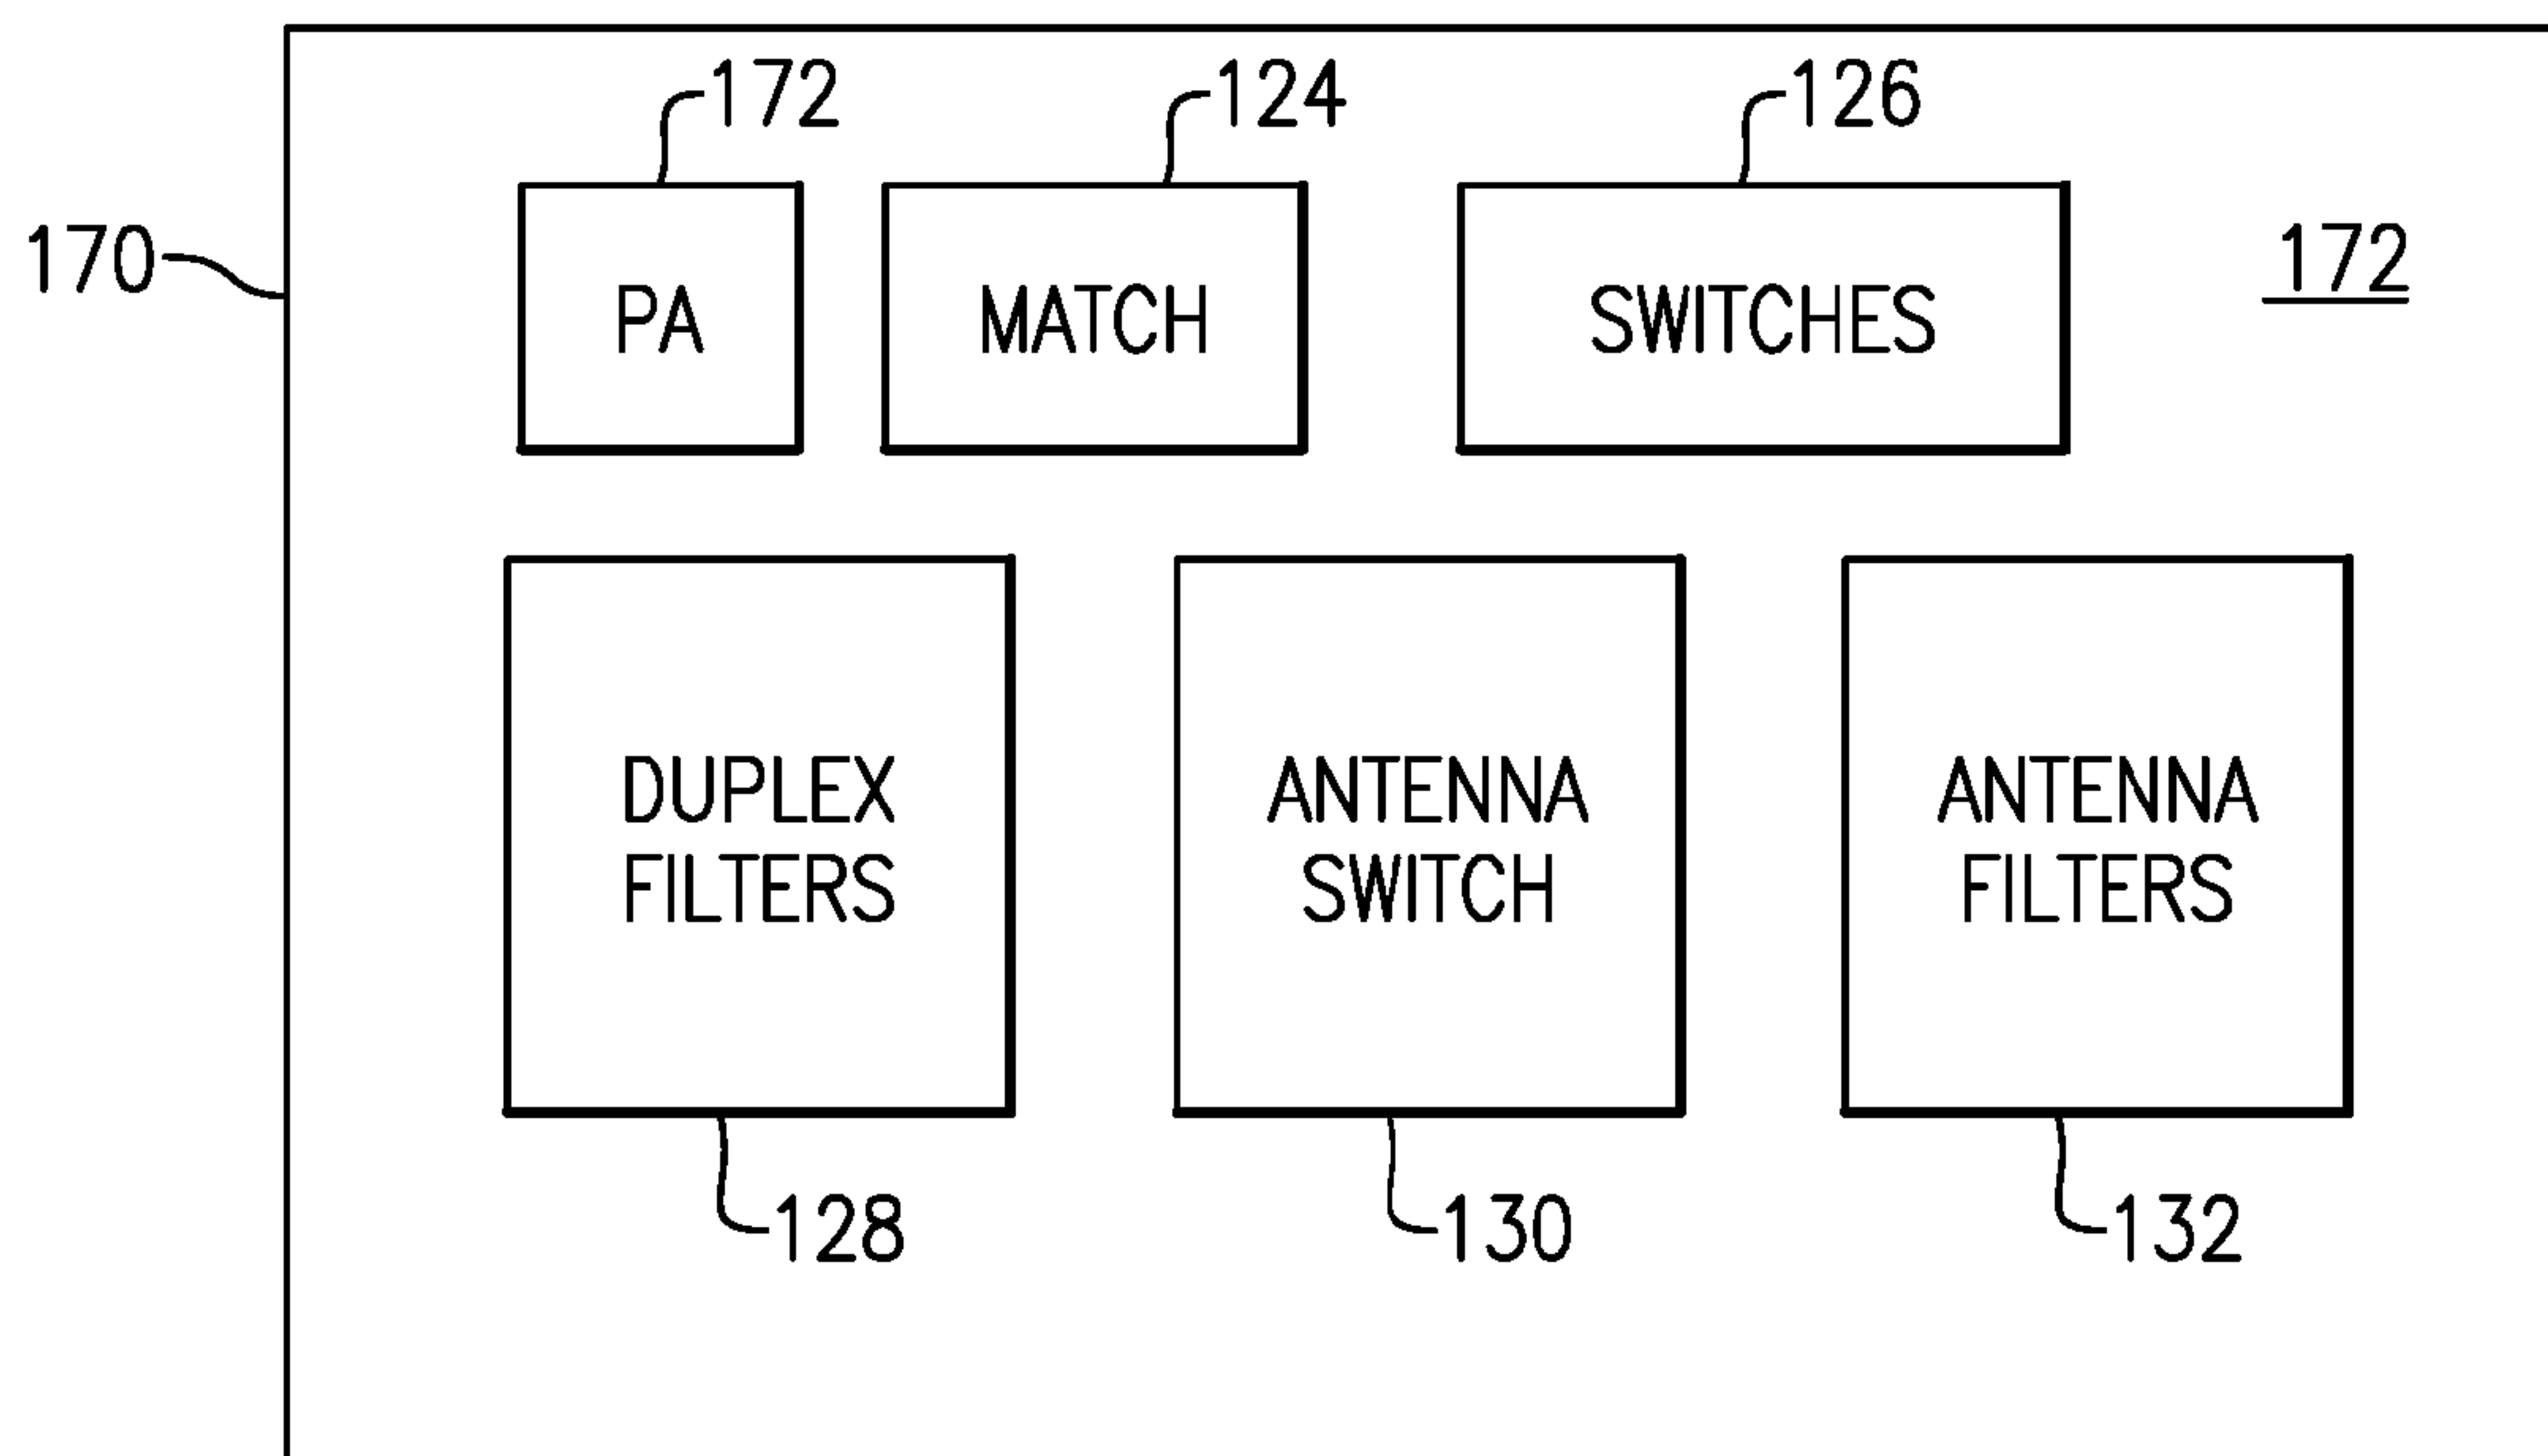 172
124
126
170
PA
MATCH
SWITCHES
172
DUPLEX
FILTERS
ANTENNA
SWITCH
ANTENNA
FILTERS
128
130
132